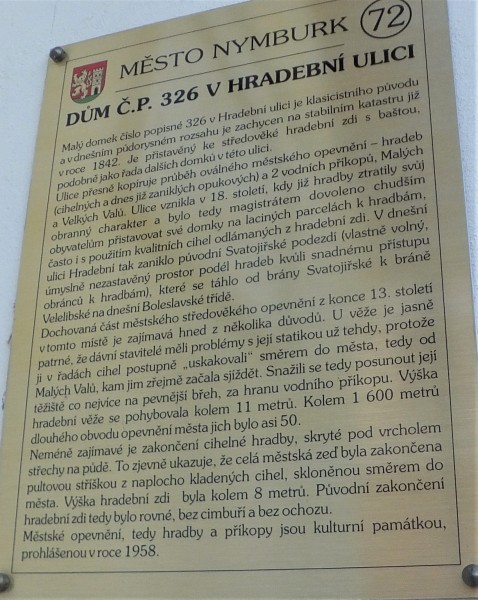 MĚSTO NYMBURK 72
DŮM Č.P. 326 V HRADEBNÍ ULICI
Malý domek číslo popisné 326 v Hradební ulici je klasicistního původu
a v dnešním půdorysném rozsahu je zachycen na stabilním katastru již
v roce 1842. Je přistavěný ke středověké hradební zdi s baštou,
podobně jako řada dalších domků v této ulici.
Ulice přesně kopíruje průběh oválného městského opevnění – hradeb
(cihelných a dnes již zaniklých opukových) a 2 vodních příkopů, Malých
a Velkých Valů. Ulice vznikla v 18. století, kdy již hradby ztratily svůj
obranný charakter a bylo tedy magistrátem dovoleno chudším
obyvatelům přistavovat své domky na laciných parcelách k hradbám,
často i s použitím kvalitních cihel odlámaných z hradební zdi. V dnešní
ulici Hradební tak zaniklo původní Svatojiřské podezdí (vlastně volný,
úmyslně nezastavěný prostor podél hradeb kvůli snadnému přístupu
obránců k hradbám), které se táhlo od brány Svatojiřské k bráně
Velelibské na dnešní Boleslavské třídě.
Dochovaná část městského středověkého opevnění z konce 13. století
v tomto místě je zajímavá hned z několika důvodů. U věže je jasně
patrné, že dávní stavitelé měli problémy s její statikou už tehdy, protože
ji v řadách cihel postupně „uskakovali" směrem do města, tedy od
Malých Valů, kam jim zřejmě začala sjíždět. Snažili se tedy posunout její
těžiště co nejvíce na pevnější břeh, za hranu vodního příkopu. Výška
hradební věže se pohybovala kolem 11 metrů. Kolem 1 600 metrů
dlouhého obvodu opevnění města jich bylo asi 50.
Neméně zajímavé je zakončení cihelné hradby, skryté pod vrcholem
střechy na půdě. To zjevně ukazuje, že celá městská zeď byla zakončena
pultovou stříškou z naplocho kladených cihel, skloněnou směrem do
města. Výška hradební zdi byla kolem 8 metrů. Původní zakončení
hradební zdi tedy bylo rovné, bez cimbuří a bez ochozu.
Městské opevnění, tedy hradby a příkopy jsou kulturní památkou,
prohlášenou v roce 1958.